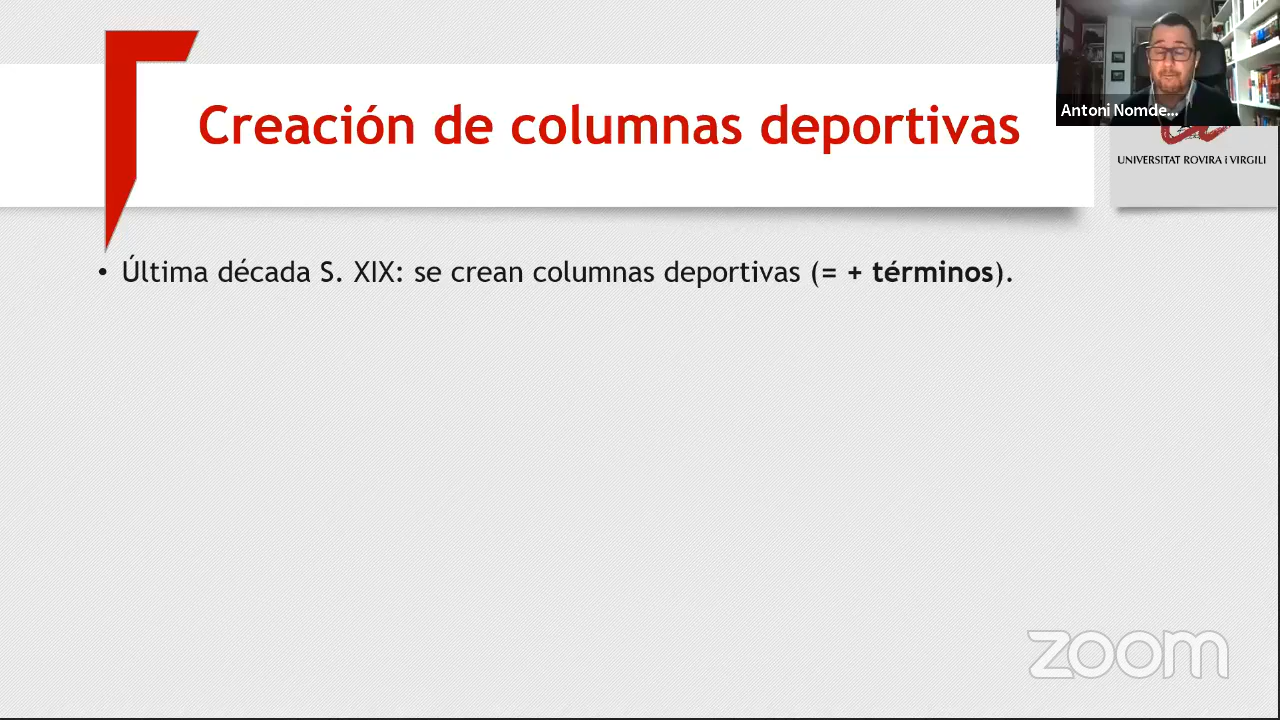 Creación de columnas deportivas
Antoni Nomde...
UNIVERSITAT ROVIRA i VIRGILI
• Última década S. XIX: se crean columnas deportivas (= + términos).
zoom